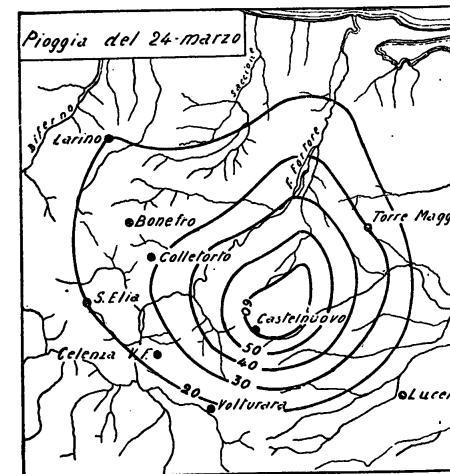 Pioggia del 24-marzo
Biferno
Saccione
Larino
F. Fortore
Bonefro
Torre Magg
Colletorto
S. Elia
60
Castelnuovo
Celenza V.F.
50
40
30
20
Volturara
Lucer